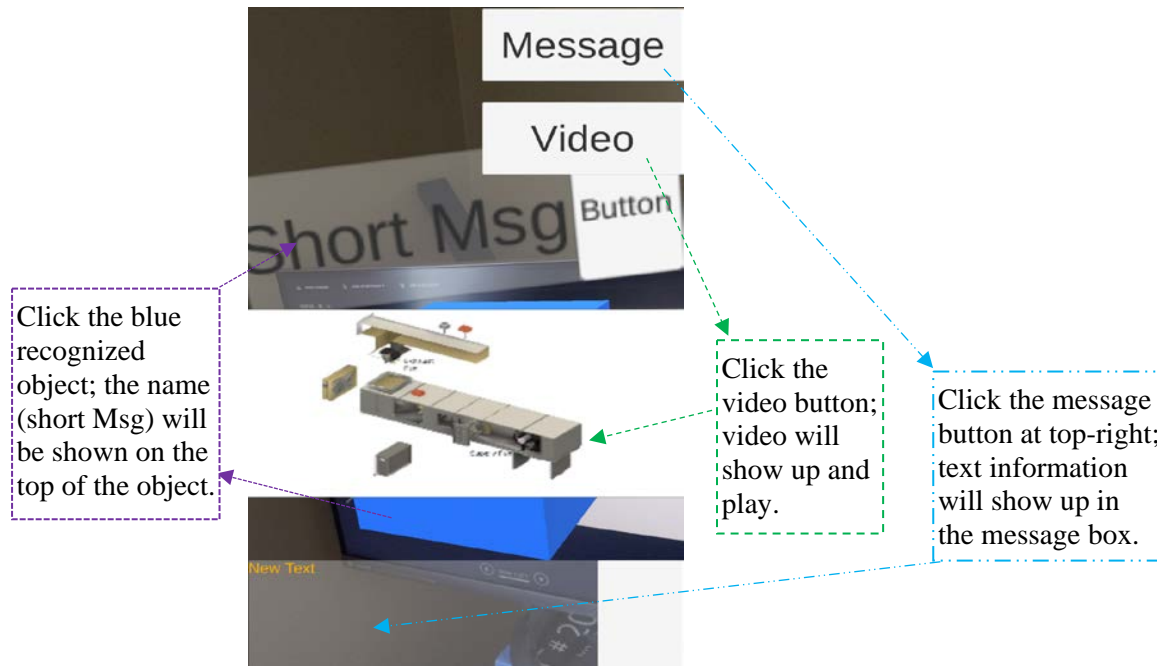 Message
Video
Button
Short Msg
Click the blue
recognized
object; the name
(short Msg) will
be shown on the
top of the object.
Click the
video button;
video will
show up and
play.
Click the message
button at top-right;
text information
will show up in
the message box.
New Text